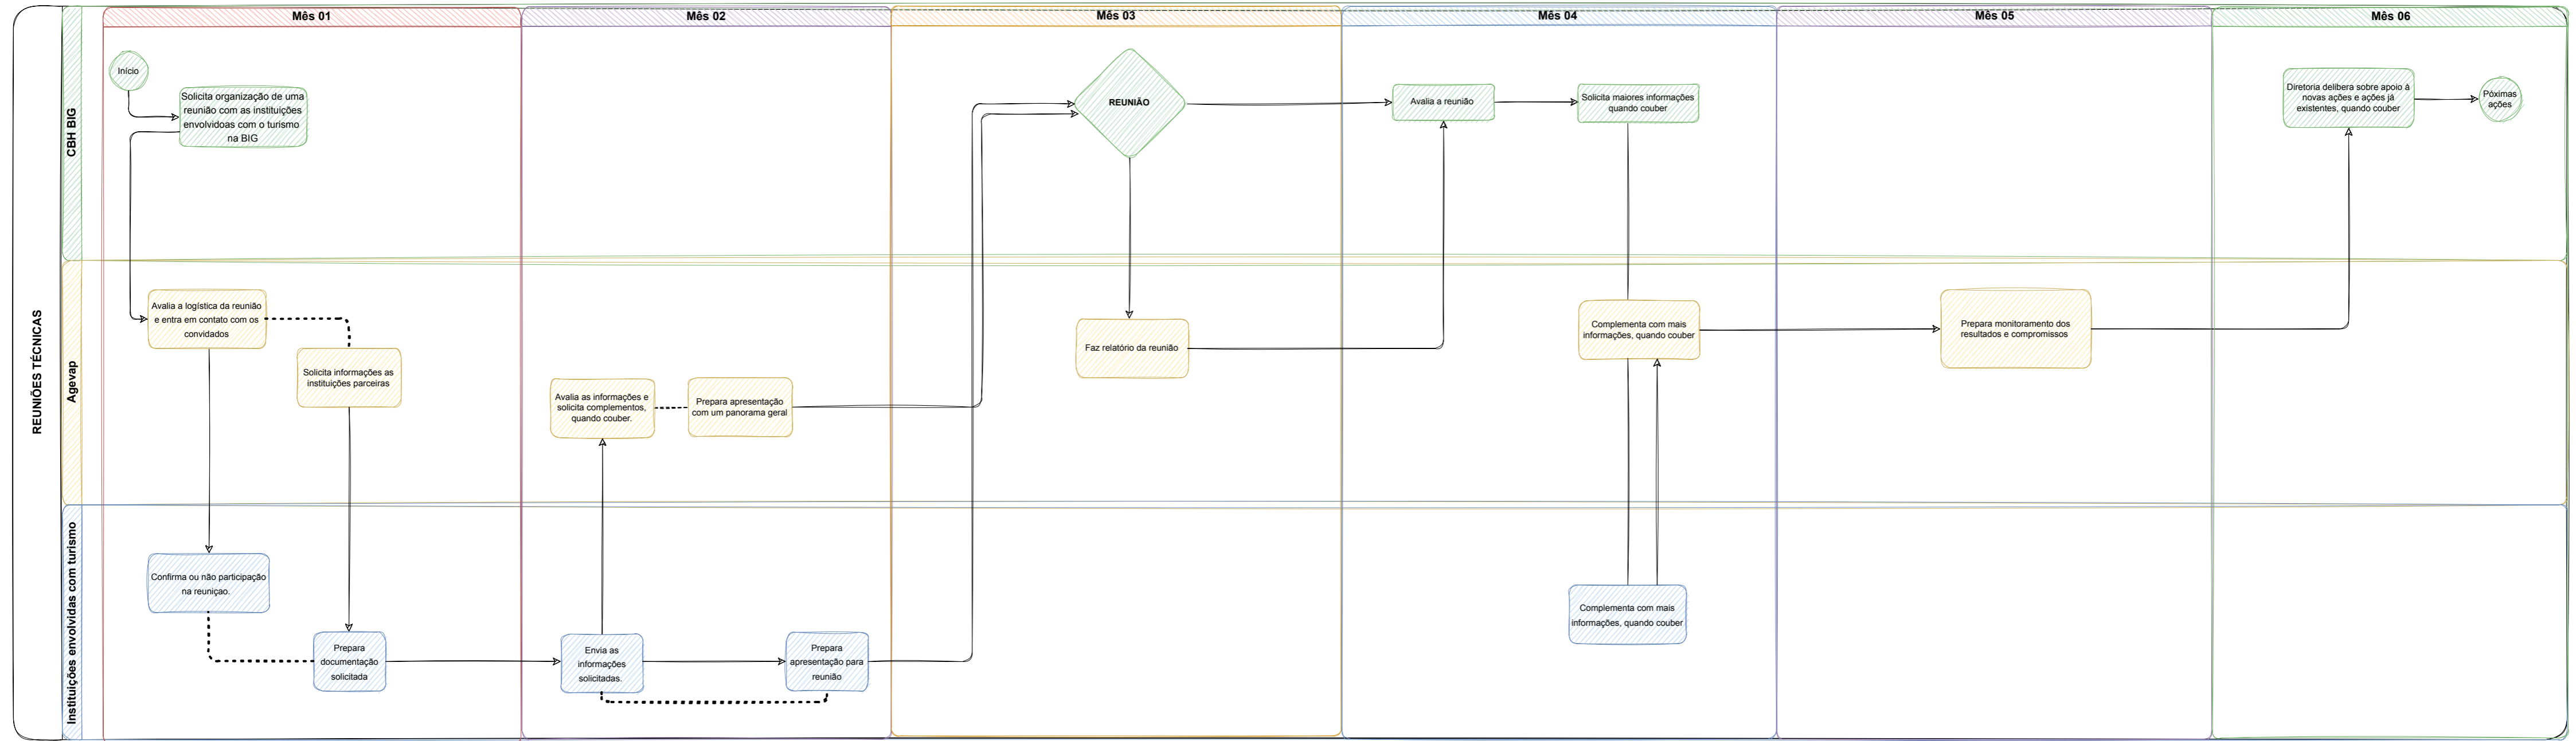 Mês 01
Mês 02
Mês 03
Mês 04
Mês 05
Mês 06
REUNIÕES TÉCNICAS
CBH BIG
Início
Solicita organização de uma
reunião com as instituições
envolvidoas com o turismo
na BIG
REUNIÃO
Avalia a reunião
Solicita maiores informações
quando couber
Diretoria delibera sobre apoio à
novas ações e ações já
existentes, quando couber
Póximas
ações
Agevap
Avalia a logística da reunião
e entra em contato com os
convidados
Solicita informações as
instituições parceiras
Avalia as informações e
solicita complementos,
quando couber.
Prepara apresentação
com um panorama geral
Faz relatório da reunião
Complementa com mais
informações, quando couber
Prepara monitoramento dos
resultados e compromissos
Instituições envolvidas com turismo
Confirma ou não participação
na reuniçao.
Prepara
documentação
solicitada
Envia as
informações
solicitadas.
Prepara
apresentação para
reunião
Complementa com mais
informações, quando couber